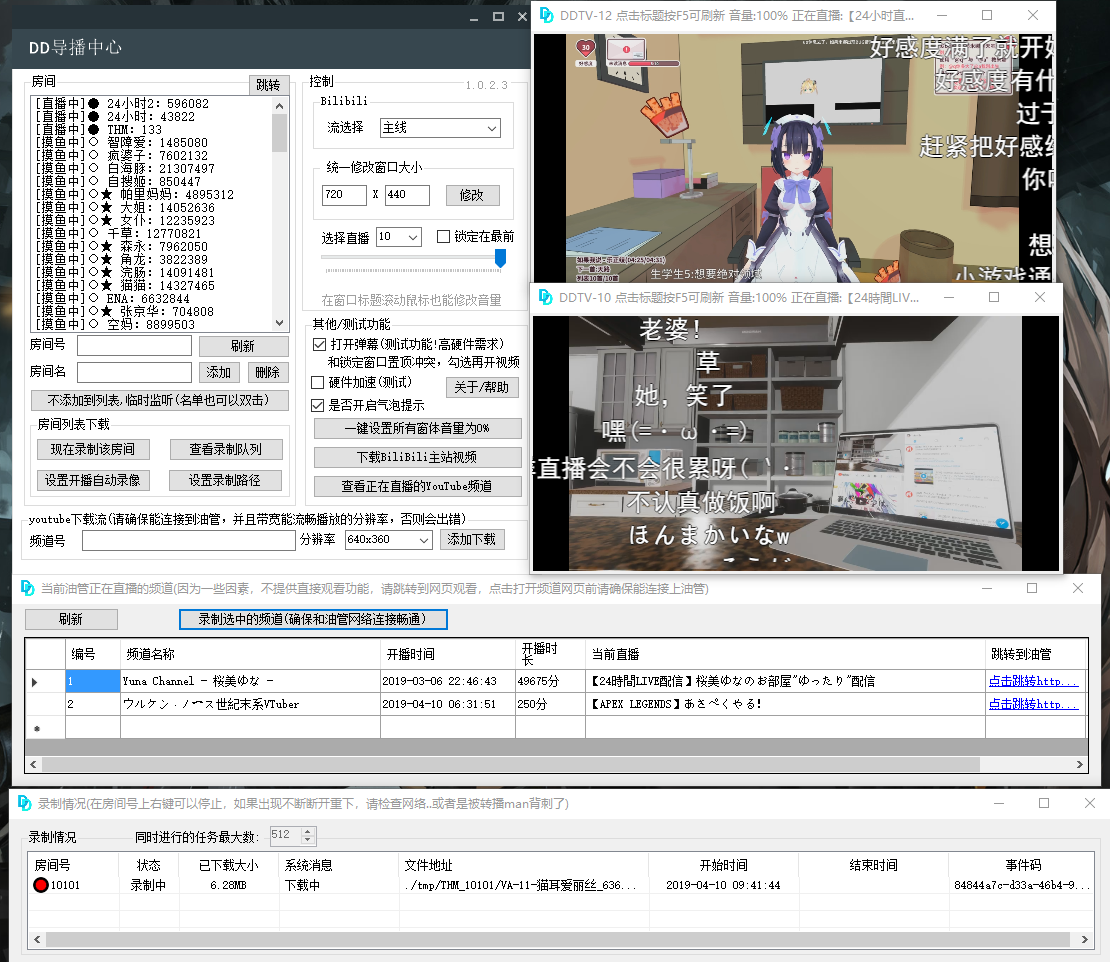 DD导播中心
房间
跳转
[直播中]● 24小时2: 596082
[直播中]● 24小时: 43822
[直播中]● THM: 133
[摸鱼中]○ 智障爱: 1485080
[摸鱼中]○ 疯婆子: 7602132
[摸鱼中]○ 白海豚: 21307497
[摸鱼中]○ 自搜姬: 850447
[摸鱼中]○★ 帕里妈妈: 4895312
[摸鱼中]○★ 大姐: 14052636
[摸鱼中]○★ 女仆: 12235923
[摸鱼中]○ 千草: 12770821
[摸鱼中]○★ 森永: 7962050
[摸鱼中]○★ 角龙: 3822389
[摸鱼中]○★ 浣肠: 14091481
[摸鱼中]○★ 猫猫: 14327465
[摸鱼中]○ ENA: 6632844
[摸鱼中]○★ 张京华: 704808
[摸鱼中]○ 空妈: 8899503
房间号
刷新
房间名
添加
删除
不添加到列表,临时监听(名单也可以双击)
房间列表下载
现在录制该房间
查看录制队列
设置开播自动录像
设置录制路径
控制
1.0.2.3
Bilibili
流选择
主线
统一修改窗口大小
720
X
440
修改
选择直播
10
锁定在最前
在窗口标题滚动鼠标也能修改音量
其他/测试功能
打开弹幕(测试功能!高硬件需求)
和锁定窗口置顶冲突,勾选再开视频
硬件加速(测试)
关于/帮助
是否开启气泡提示
一键设置所有窗体音量为0%
下载BiliBili主站视频
查看正在直播的YouTube频道
youtube下载流(请确保能连接到油管，并且带宽能流畅播放的分辨率，否则会出错)
频道号
分辨率
640x360
添加下载
DDTV-12 点击标题按F5可刷新 音量:100% 正在直播:【24小时直...
30
好感度满了就开始
好感度有什
过于
赶紧把好感给
你
想
生学生5:想要绝对领域
小游戏通
DDTV-10 点击标题按F5可刷新 音量:100% 正在直播:【24時間LIV...
老婆！
草
她，笑了
嘿(=・ω・=)
直播会不会很累呀(
不认真做饭啊
ほんまかいなw
当前油管正在直播的频道(因为一些因素，不提供直接观看功能，请跳转到网页观看，点击打开频道网页前请确保能连接上油管)
刷新
录制选中的频道(确保和油管网络连接畅通)
编号
频道名称
开播时间
开播时长
当前直播
跳转到油管
1
Yuna Channel - 桜美ゆな -
2019-03-06 22:46:43
49675分
【24時間LIVE配信】桜美ゆなのお部屋"ゆったり"配信
点击跳转http...
2
ウルケン・ノース世紀末系VTuber
2019-04-10 06:31:51
250分
【APEX LEGENDS】あさぺくやる!
点击跳转http...
录制情况(在房间号上右键可以停止，如果出现不断断开重下，请检查网络..或者是被转播man背刺了)
录制情况
同时进行的任务最大数:
512
房间号
状态
已下载大小
系统消息
文件地址
开始时间
结束时间
事件码
10101
录制中
6.28MB
下载中
./tmp/THM_10101/VA-11-猫耳爱丽丝_636...
2019-04-10 09:41:44
84844a7c-d33a-46b4-9...